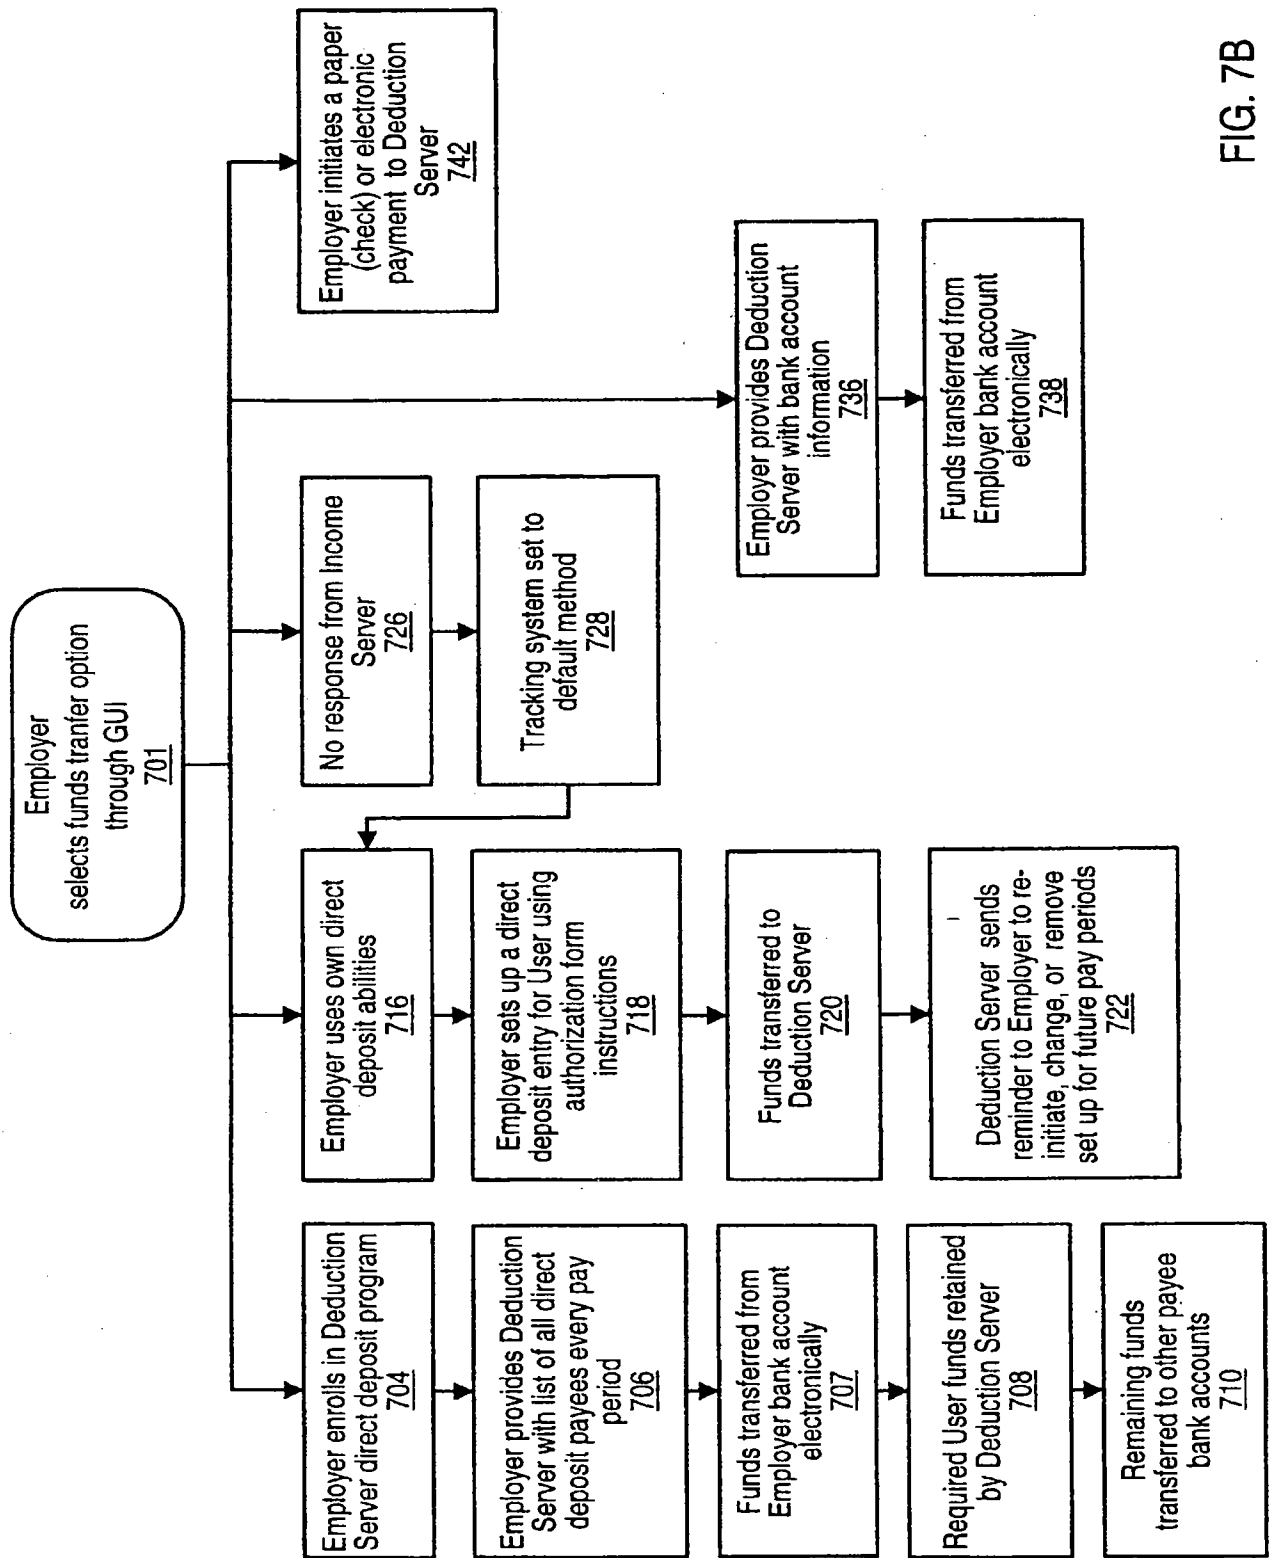 Employer
selects funds tranfer option
through GUI
701
Employer enrolls in Deduction
Server direct deposit program
704
Employer provides Deduction
Server with list of all direct
deposit payees every pay
period
706
Funds transferred from
Employer bank account
electronically
707
Required User funds retained
by Deduction Server
708
Remaining funds
transferred to other payee
bank accounts
710
Employer uses own direct
deposit abilities
716
Employer sets up a direct
deposit entry for User using
authorization form
instructions
718
Funds transferred to
Deduction Server
720
Deduction Server sends
reminder to Employer to re-
initiate, change, or remove
set up for future pay periods
722
No response from Income
Server
726
Tracking system set to
default method
728
Employer provides Deduction
Server with bank account
information
736
Funds transferred from
Employer bank account
electronically
738
Employer initiates a paper
(check) or electronic
payment to Deduction
Server
742
FIG. 7B